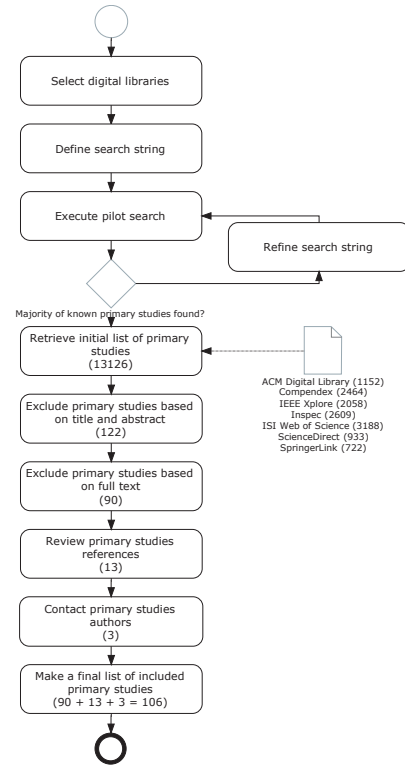 Select digital libraries
Define search string
Execute pilot search
Refine search string
Majority of known primary studies found?
Retrieve initial list of primary
studies
(13126)
ACM Digital Library (1152)
Compendex (2464)
IEEE Xplore (2058)
Inspec (2609)
ISI Web of Science (3188)
ScienceDirect (933)
SpringerLink (722)
Exclude primary studies based
on title and abstract
(122)
Exclude primary studies based
on full text
(90)
Review primary studies
references
(13)
Contact primary studies
authors
(3)
Make a final list of included
primary studies
(90 + 13 + 3 = 106)